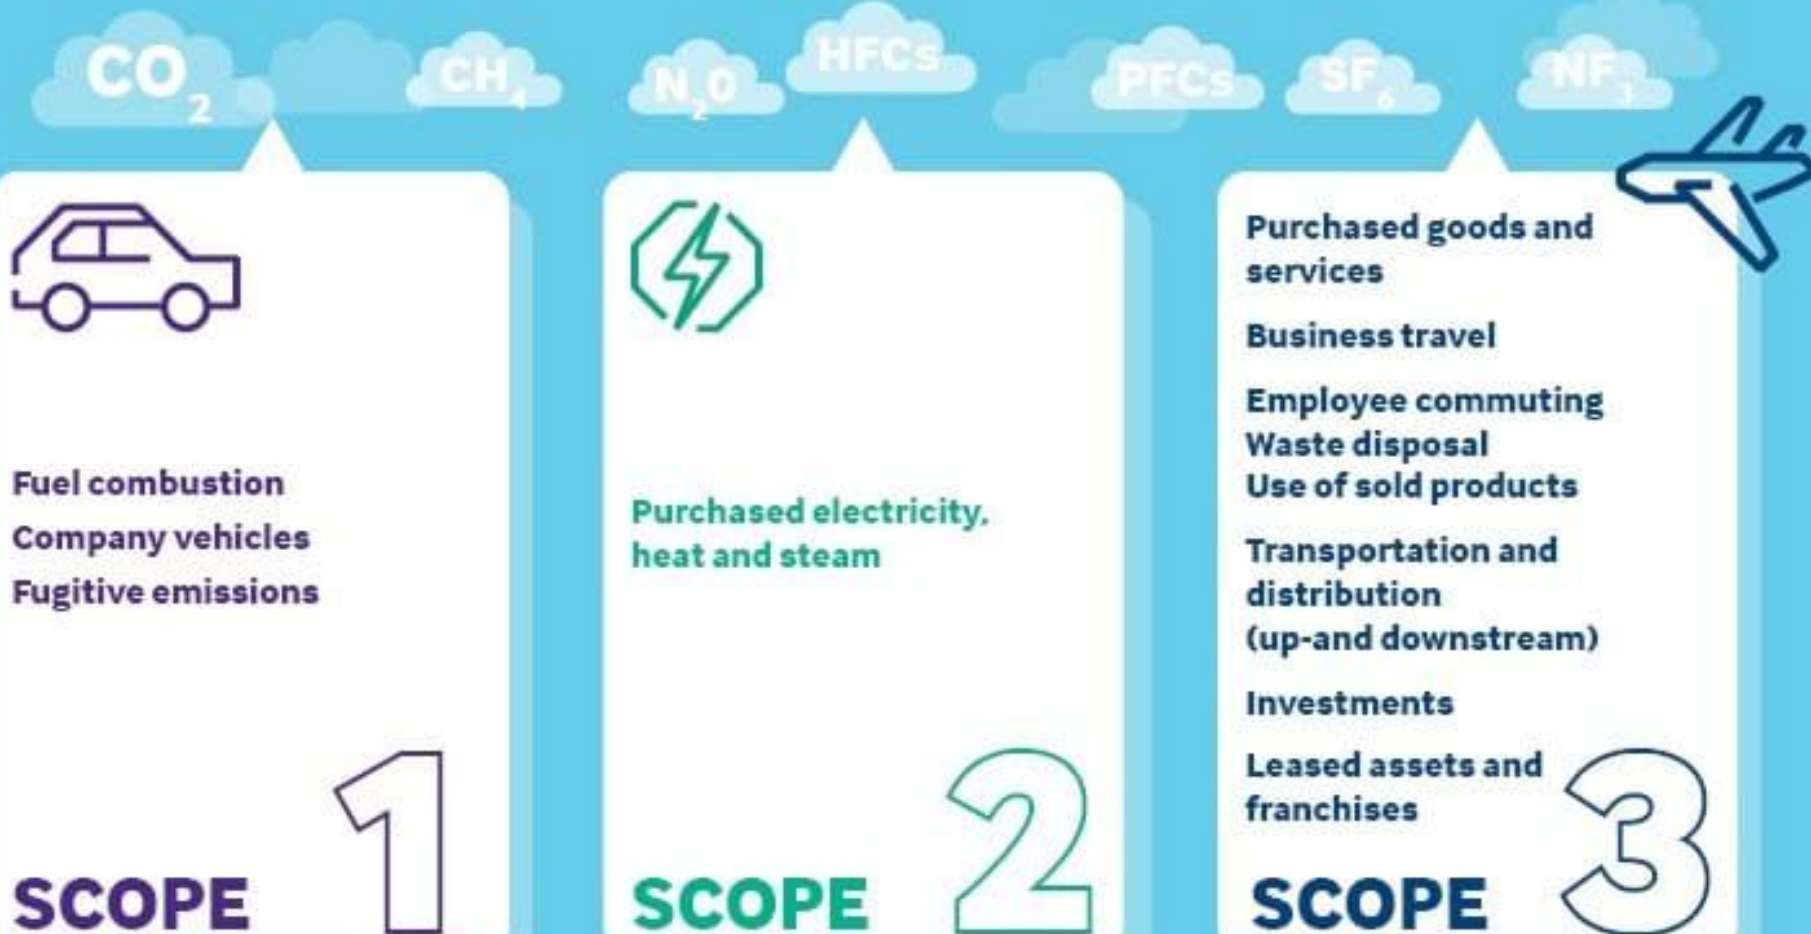 CO₂
CH₄
N₂0
HFCs
PFCs
SF₆
NF₃
Fuel combustion
Company vehicles
Fugitive emissions
SCOPE 1
Purchased electricity,
heat and steam
SCOPE 2
Purchased goods and
services
Business travel
Employee commuting
Waste disposal
Use of sold products
Transportation and
distribution
(up-and downstream)
Investments
Leased assets and
franchises
SCOPE 3